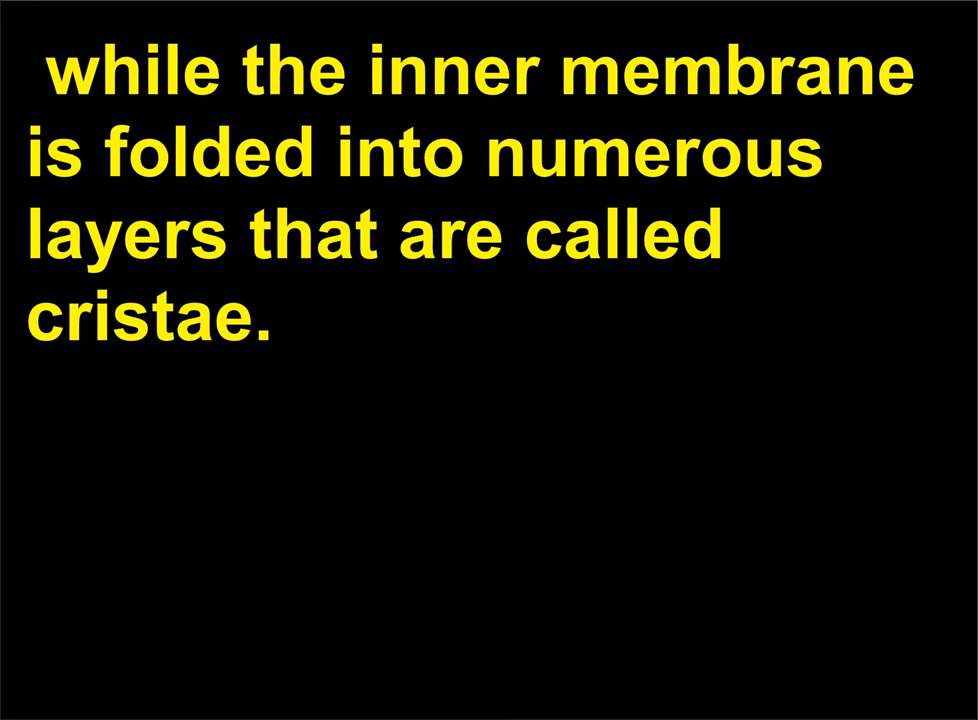 while the inner membrane
is folded into numerous
layers that are called
cristae.